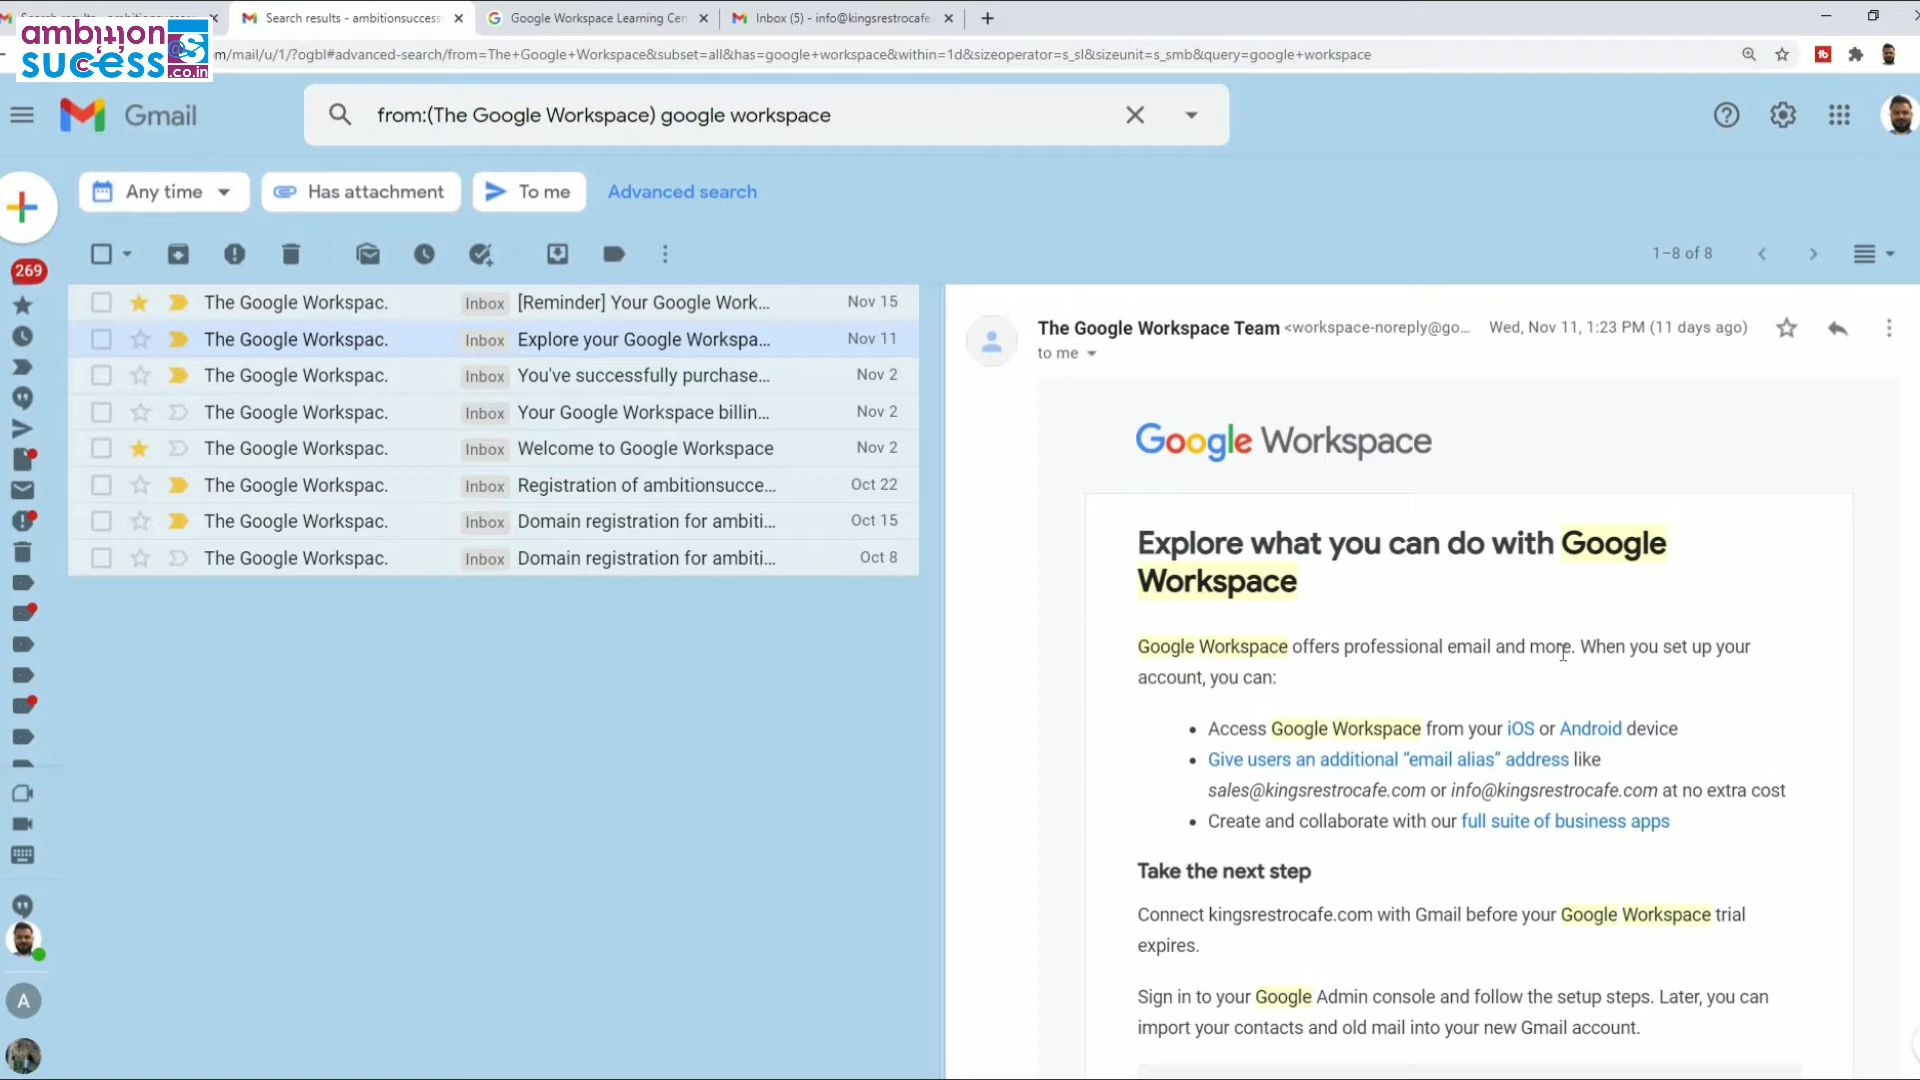 Search results - ambitionsuccess
Google Workspace Learning Cen
Inbox (5) - info@kingsrestrocafe.
ambition
sucess
.co.in
m/mail/u/1/?ogbl#advanced-search/from=The+Google+Workspace&subset=all&has=google+workspace&within=1d&sizeoperator=s_sl&sizeunit=s_smb&query=google+workspace
Gmail
from:(The Google Workspace) google workspace
Any time
Has attachment
To me
Advanced search
1–8 of 8
269
The Google Workspac. Inbox [Reminder] Your Google Work... Nov 15
The Google Workspac. Inbox Explore your Google Workspa... Nov 11
The Google Workspac. Inbox You've successfully purchase... Nov 2
The Google Workspac. Inbox Your Google Workspace billin... Nov 2
The Google Workspac. Inbox Welcome to Google Workspace Nov 2
The Google Workspac. Inbox Registration of ambitionsucce... Oct 22
The Google Workspac. Inbox Domain registration for ambiti... Oct 15
The Google Workspac. Inbox Domain registration for ambiti... Oct 8
A
The Google Workspace Team <workspace-noreply@go... Wed, Nov 11, 1:23 PM (11 days ago)
to me
Google Workspace
Explore what you can do with Google
Workspace
Google Workspace offers professional email and more. When you set up your
account, you can:
• Access Google Workspace from your iOS or Android device
• Give users an additional “email alias” address like
sales@kingsrestrocafe.com or info@kingsrestrocafe.com at no extra cost
• Create and collaborate with our full suite of business apps
Take the next step
Connect kingsrestrocafe.com with Gmail before your Google Workspace trial
expires.
Sign in to your Google Admin console and follow the setup steps. Later, you can
import your contacts and old mail into your new Gmail account.